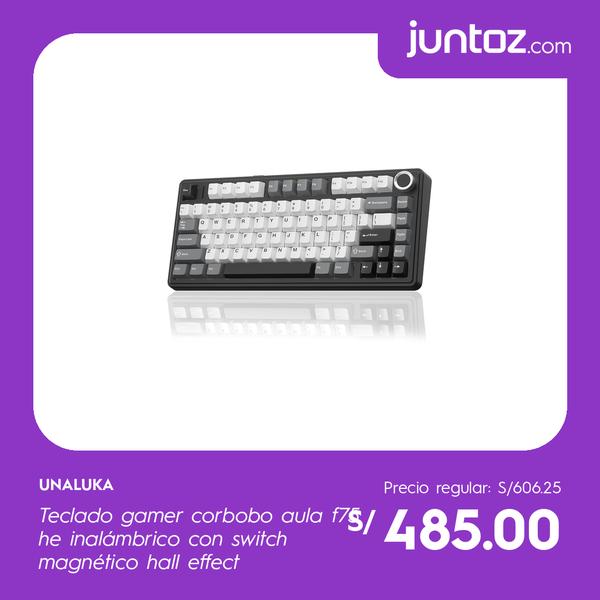 juntoz.com
UNALUKA
Teclado gamer corbobo aula f75
he inalámbrico con switch
magnético hall effect
Precio regular: S/606.25
S/ 485.00